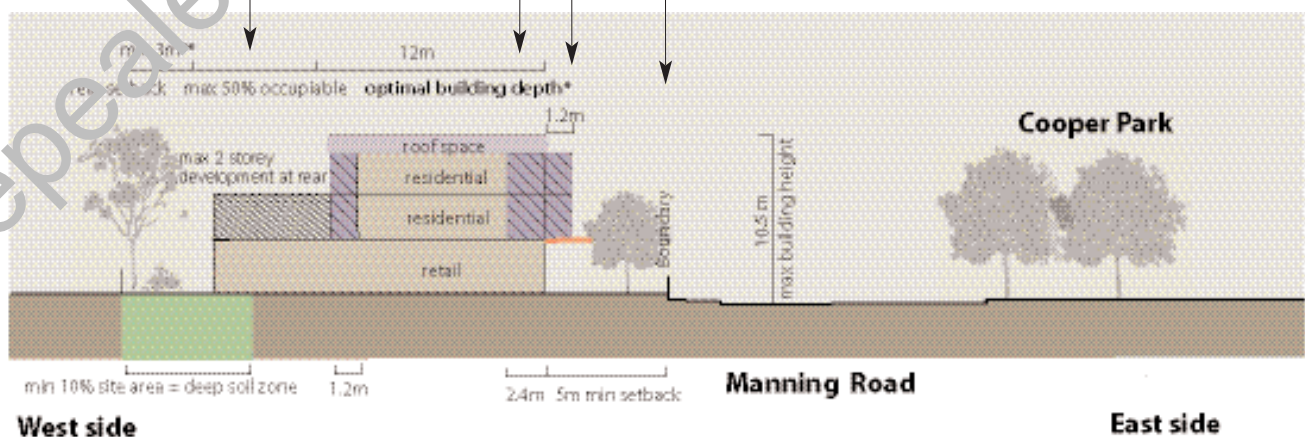 12m
max 50% occupiable optimal building depth*
1.2m
Cooper Park
roof space
max 2 storey
development at rear
residential
residential
retail
Boundary
10.5 m
max building height
min 10% site area = deep soil zone
1.2m
2.4m 5m min setback
Manning Road
West side
East side